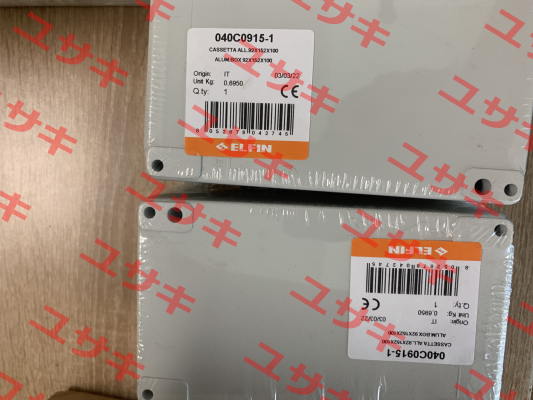 040C0915-1
CASSETTA ALL.92X152X100
ALUM.BOX 92X152X100
Origin: IT 03/03/22
Unit Kg: 0.6950
Q.ty: 1 CE
ELFIN
040C0915-1
CASSETTA ALL.92X152X100
ALUM.BOX 92X152X100
Origin: IT 03/03/22
Unit Kg: 0.6950
Q.ty: 1 CE
ELFIN
ユサキ
ユサキ
ユサキ
ユサキ
ユサキ
ユサキ
ユサキ
ユサキ